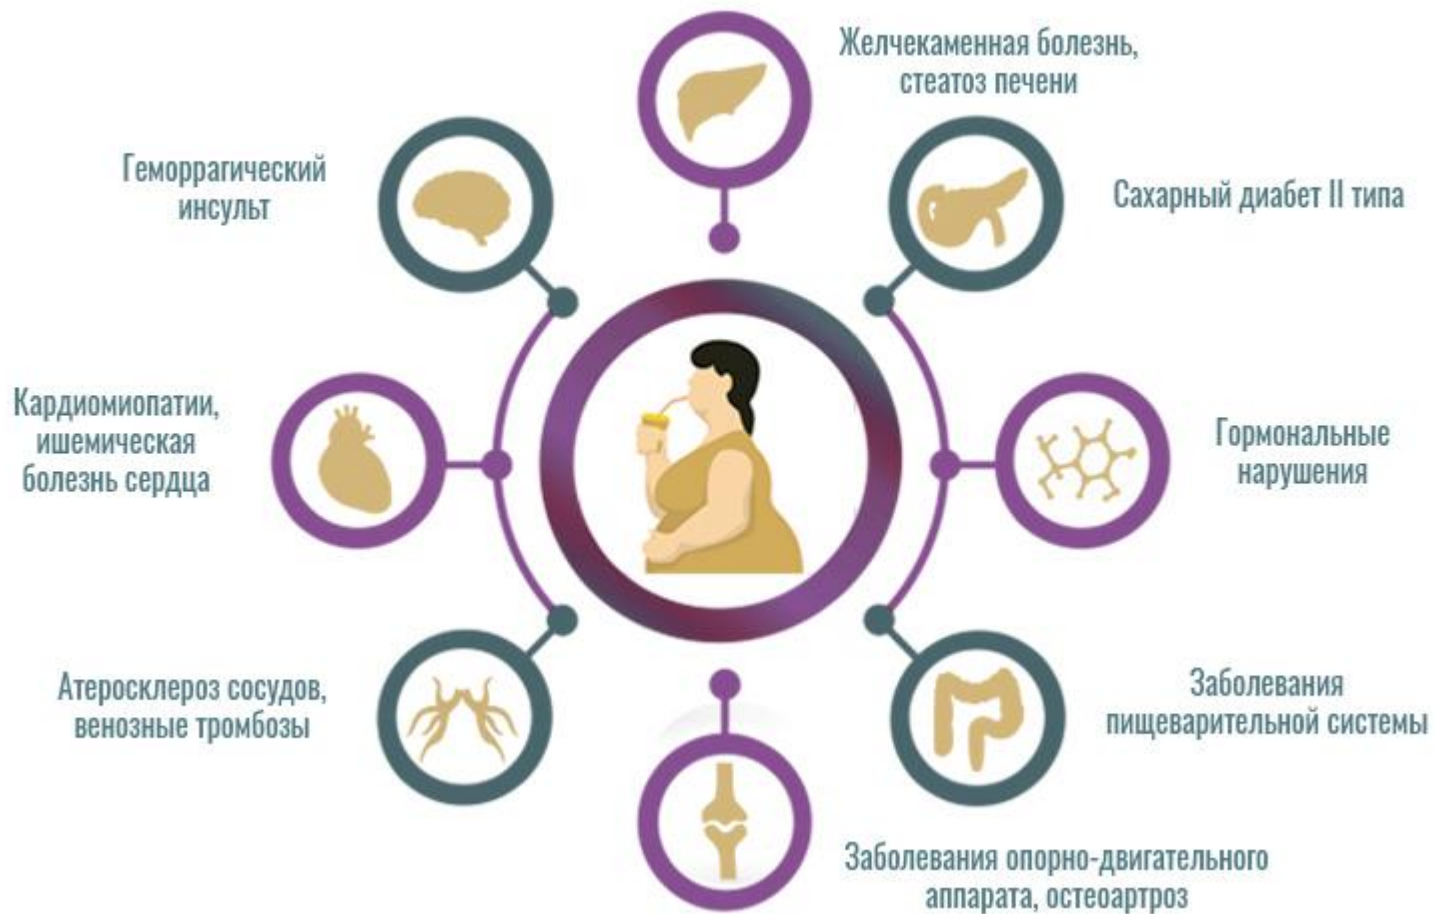 Желчекаменная болезнь,
стеатоз печени
Геморрагический
инсульт
Сахарный диабет II типа
Кардиомиопатии,
ишемическая
болезнь сердца
Гормональные
нарушения
Атеросклероз сосудов,
венозные тромбозы
Заболевания
пищеварительной системы
Заболевания опорно-двигательного
аппарата, остеоартроз